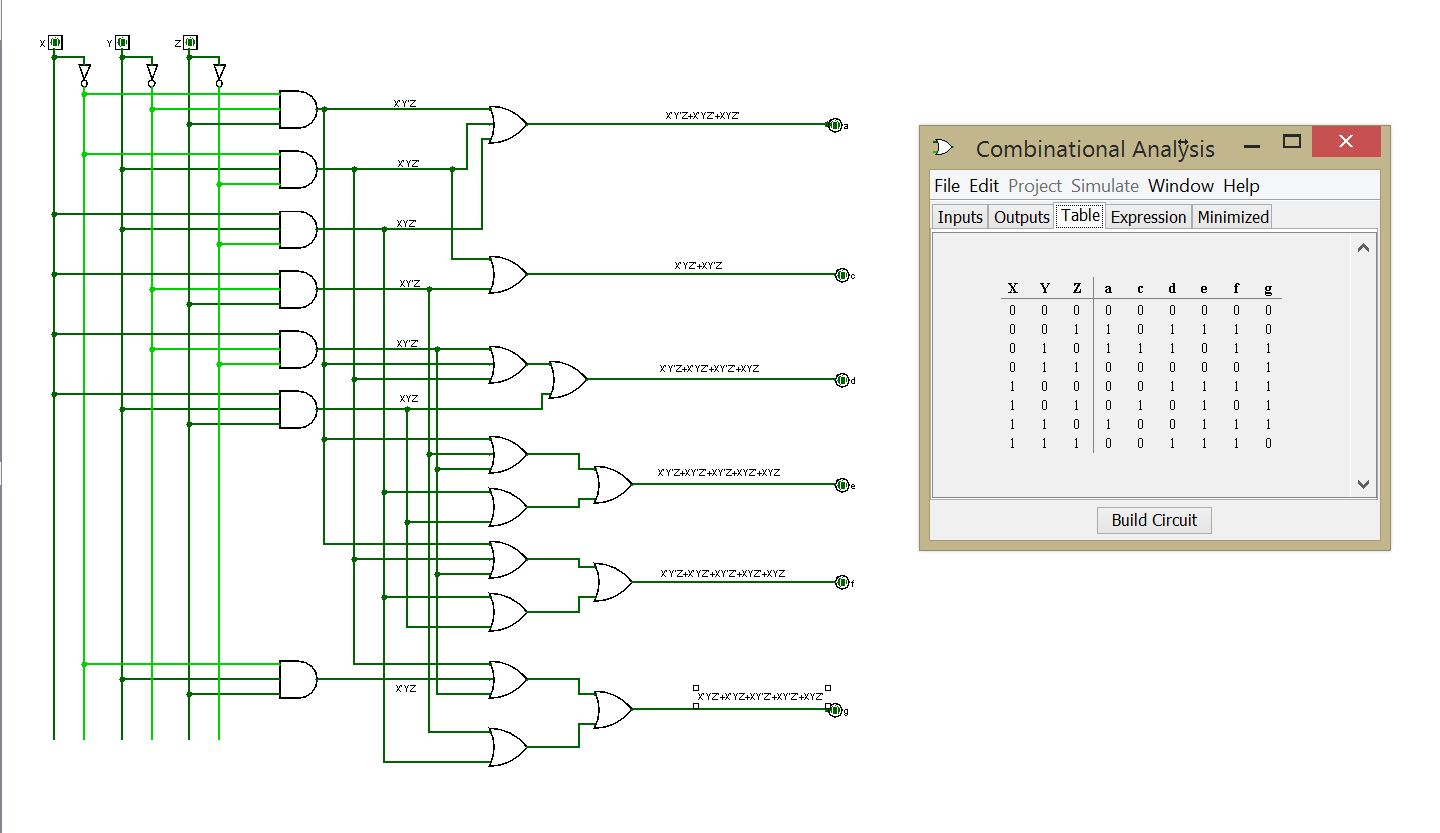 X Y Z
X'Y'Z
X'Y'Z+X'YZ'+XYZ'
a
X'YZ'
XYZ'
X'YZ'+XY'Z
c
XY'Z
XY'Z'
X'Y'Z+X'YZ'+XY'Z'+XYZ
d
XYZ
X'Y'Z+XY'Z'+XY'Z+XYZ'+XYZ
e
X'Y'Z+X'YZ'+XY'Z'+XYZ'+XYZ
f
X'YZ
X'YZ'+X'YZ+XY'Z'+XY'Z'+XYZ'
g
Combinational Analysis
File Edit Project Simulate Window Help
Inputs Outputs Table Expression Minimized
X Y Z a c d e f g
0 0 0 0 0 0 0 0 0
0 0 1 1 0 1 1 1 0
0 1 0 1 1 1 0 1 1
0 1 1 0 0 0 0 0 1
1 0 0 0 0 1 1 1 1
1 0 1 0 1 0 1 0 1
1 1 0 1 0 0 1 1 1
1 1 1 0 0 1 1 1 0
Build Circuit